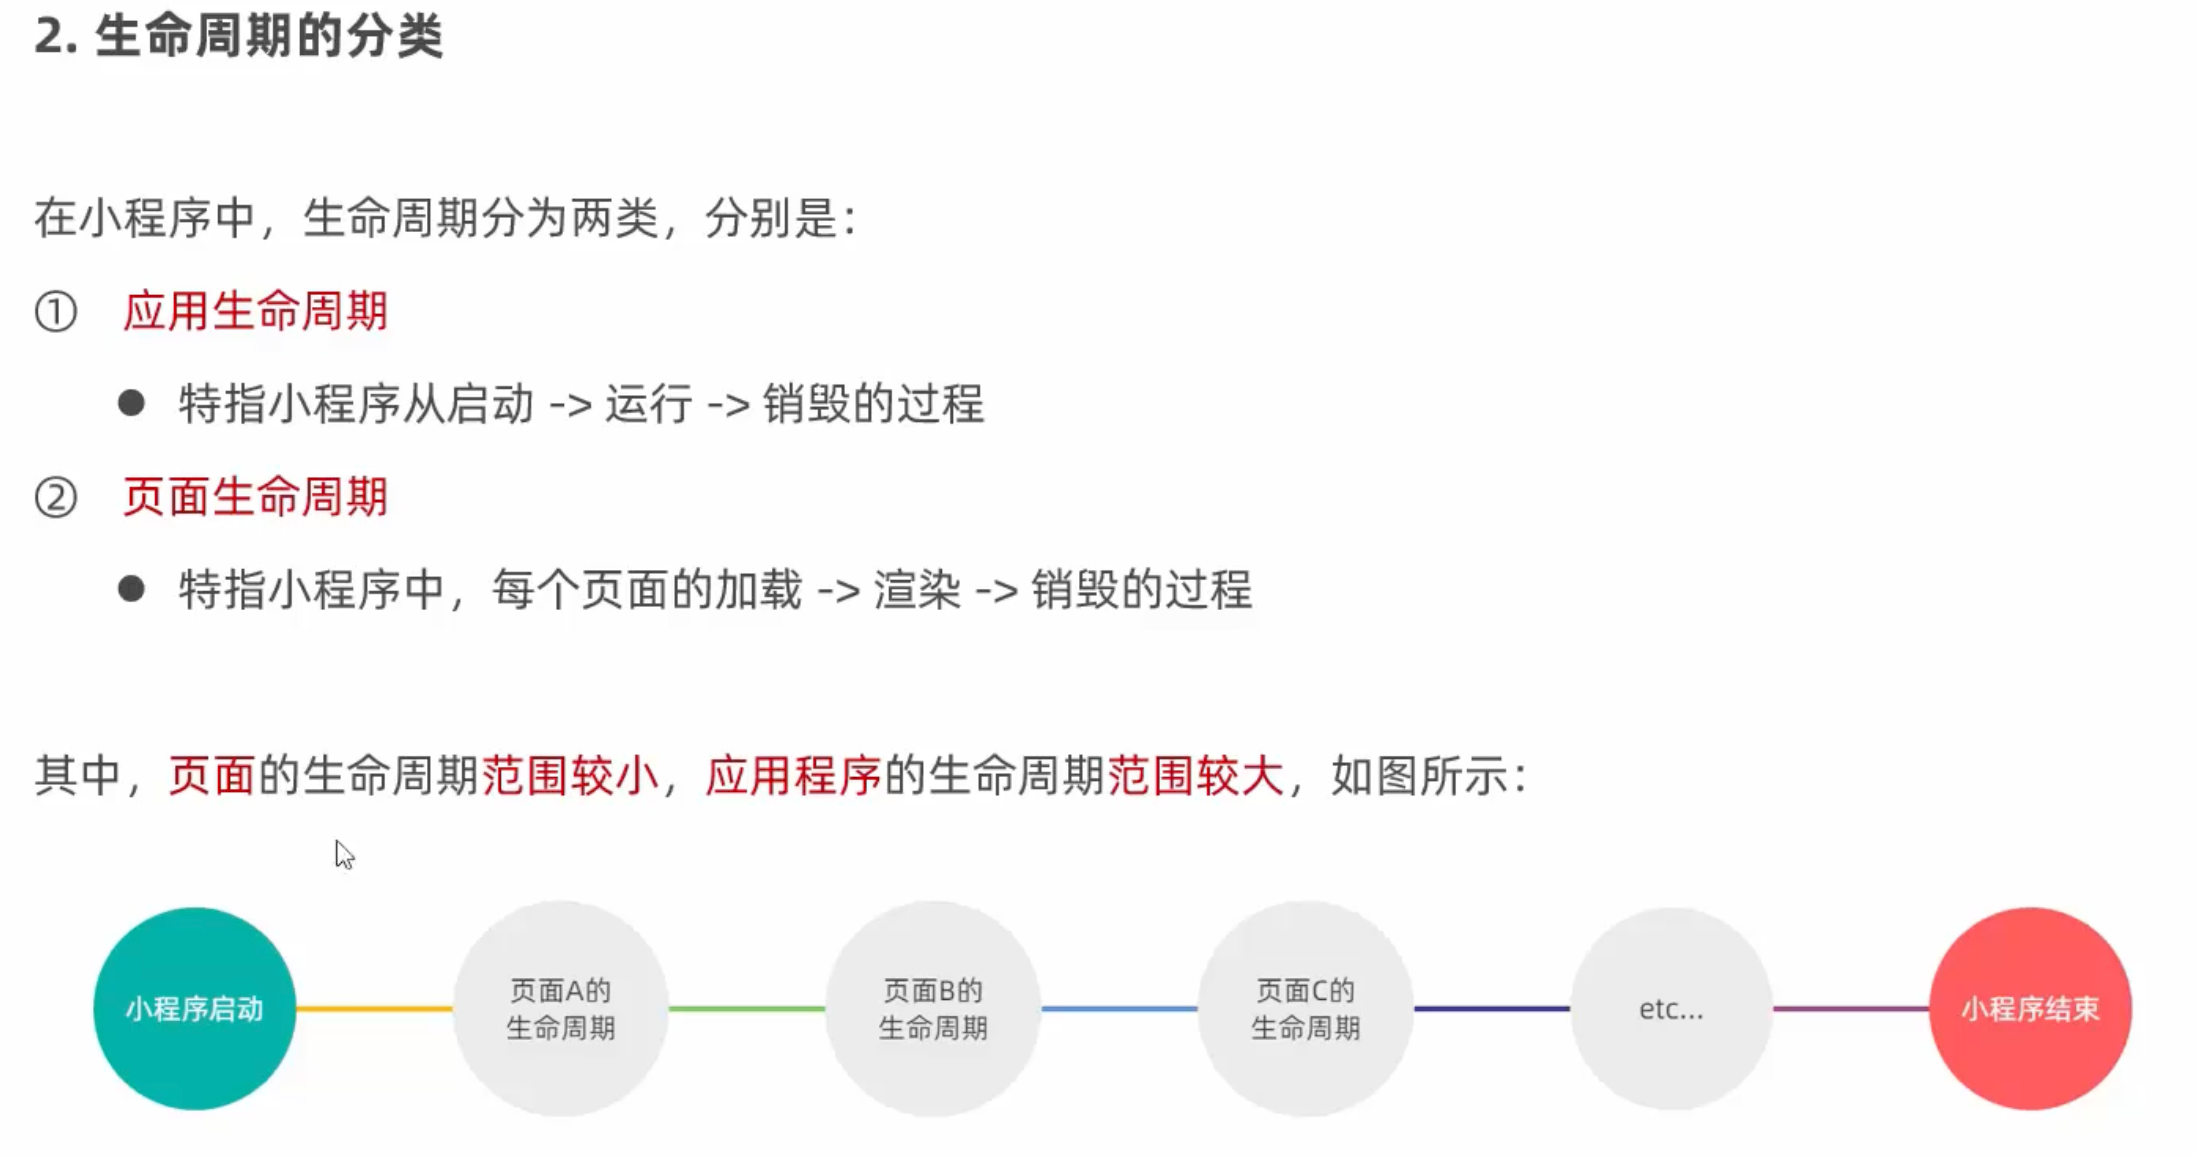 2. 生命周期的分类
在小程序中，生命周期分为两类，分别是：
① 应用生命周期
● 特指小程序从启动 -> 运行 -> 销毁的过程
② 页面生命周期
● 特指小程序中，每个页面的加载 -> 渲染 -> 销毁的过程
其中，页面的生命周期范围较小，应用程序的生命周期范围较大，如图所示：
小程序启动
页面A的
生命周期
页面B的
生命周期
页面C的
生命周期
etc...
小程序结束